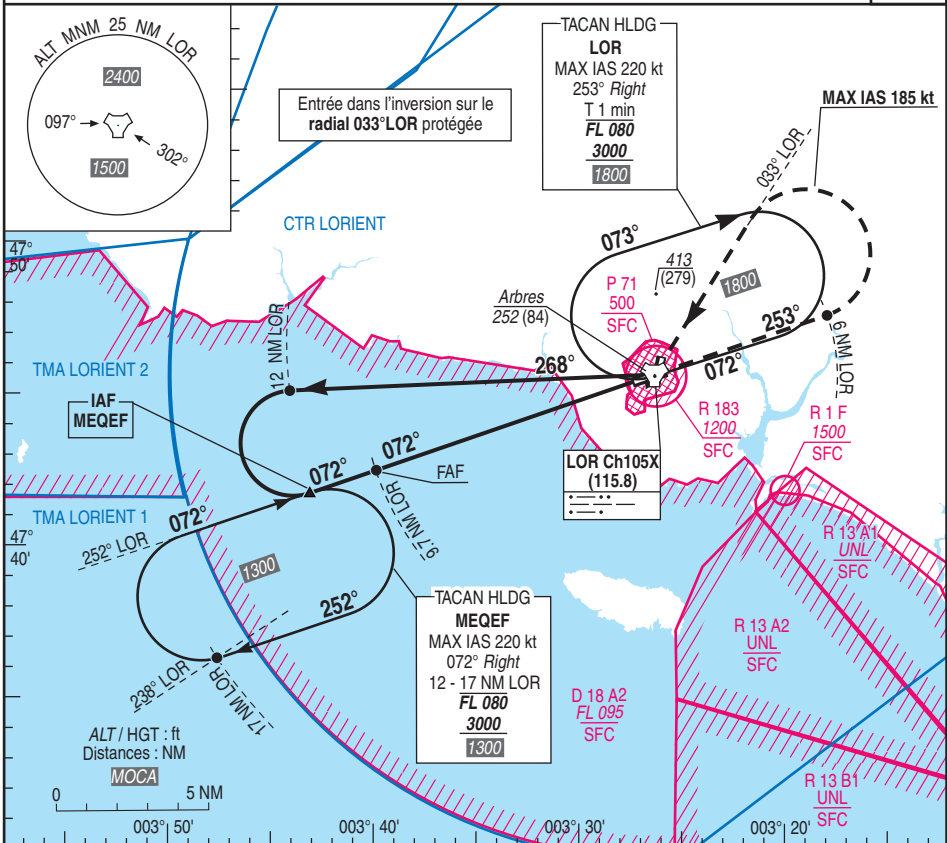 ALT MNM 25 NM LOR
2400
097°
302°
1500
Entrée dans l'inversion sur le
radial 033°LOR protégée
TACAN HLDG
LOR
MAX IAS 220 kt
253° Right
T 1 min
FL 080
3000
1800
MAX IAS 185 kt
033° LOR
CTR LORIENT
47°
50'
073°
413
(279)
P 71
500
SFC
1800
Arbres
252 (84)
253°
072°
6 NM LOR
12 NM LOR
268°
TMA LORIENT 2
IAF
MEQEF
R 183
1200
SFC
R 1 F
1500
SFC
072°
072°
FAF
LOR Ch105X
(115.8)
9.7 NM LOR
TMA LORIENT 1
072°
252° LOR
47°
40'
1300
252°
R 13 A1
UNL
SFC
TACAN HLDG
MEQEF
MAX IAS 220 kt
072° Right
12 - 17 NM LOR
FL 080
3000
1300
R 13 A2
UNL
SFC
238° LOR
17 NM LOR
D 18 A2
FL 095
SFC
ALT / HGT : ft
Distances : NM
MOCA
0 5 NM
R 13 B1
UNL
SFC
003° 50'
003° 40'
003° 30'
003° 20'